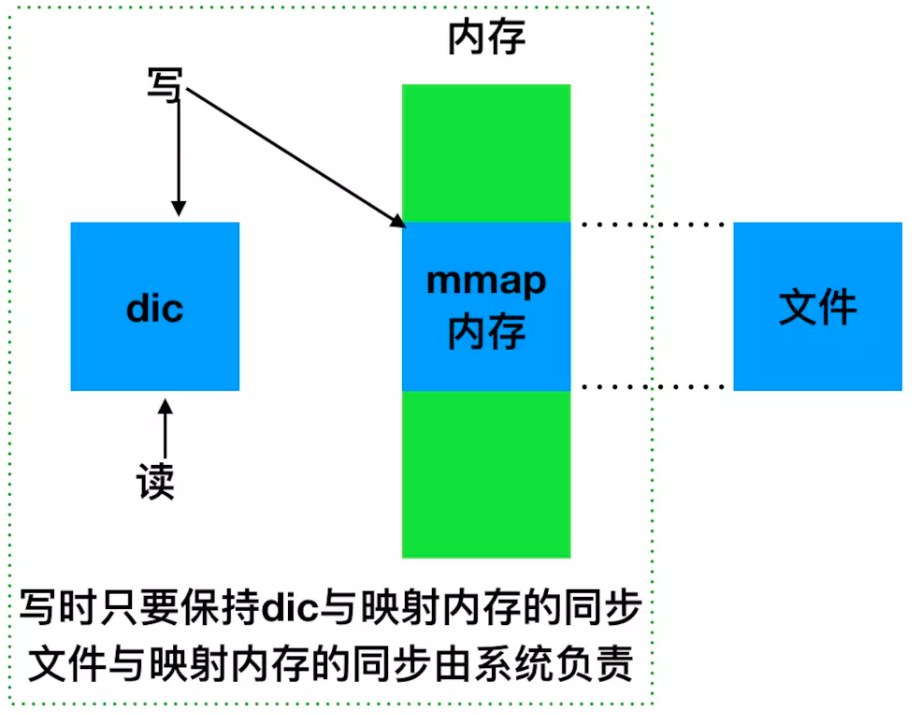 内存
写
dic
mmap
内存
文件
读
写时只要保持dic与映射内存的同步
文件与映射内存的同步由系统负责